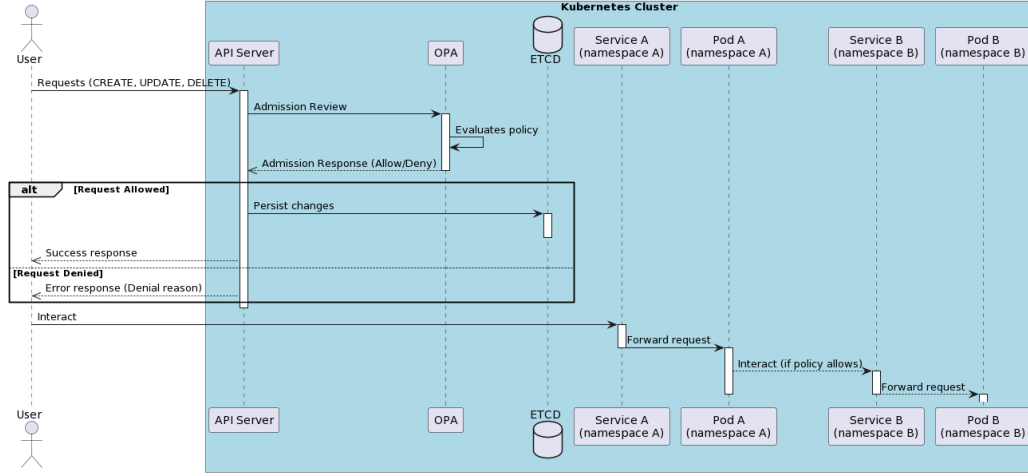 Kubernetes Cluster
User
API Server
OPA
ETCD
Service A
(namespace A)
Pod A
(namespace A)
Service B
(namespace B)
Pod B
(namespace B)
Requests (CREATE, UPDATE, DELETE)
Admission Review
Evaluates policy
Admission Response (Allow/Deny)
alt
[Request Allowed]
Persist changes
Success response
[Request Denied]
Error response (Denial reason)
Interact
Forward request
Interact (if policy allows)
Forward request
User
API Server
OPA
ETCD
Service A
(namespace A)
Pod A
(namespace A)
Service B
(namespace B)
Pod B
(namespace B)